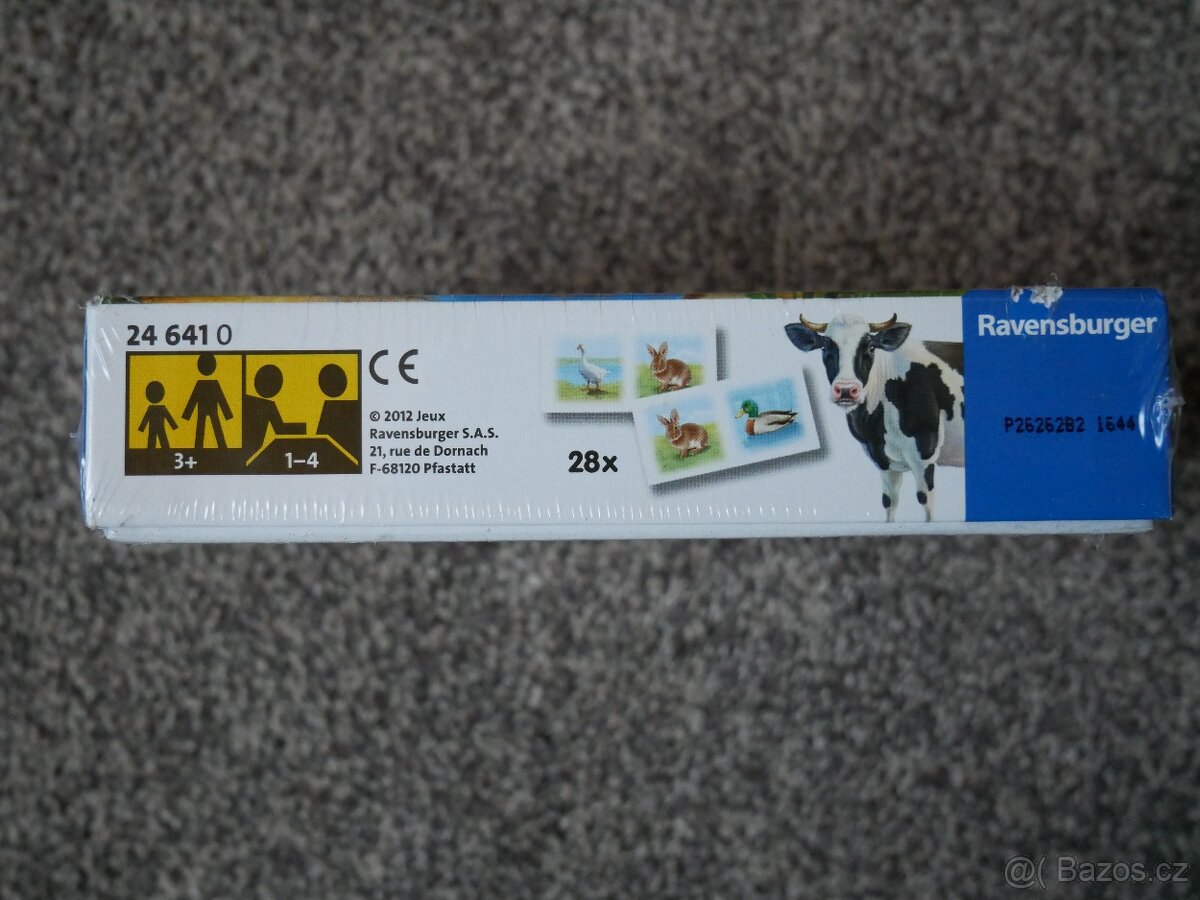 24 641 0
CE
3+
1–4
© 2012 Jeux
Ravensburger S.A.S.
21, rue de Dornach
F-68120 Pfastatt
28x
Ravensburger
P26262B2 1644
@( Bazos.cz